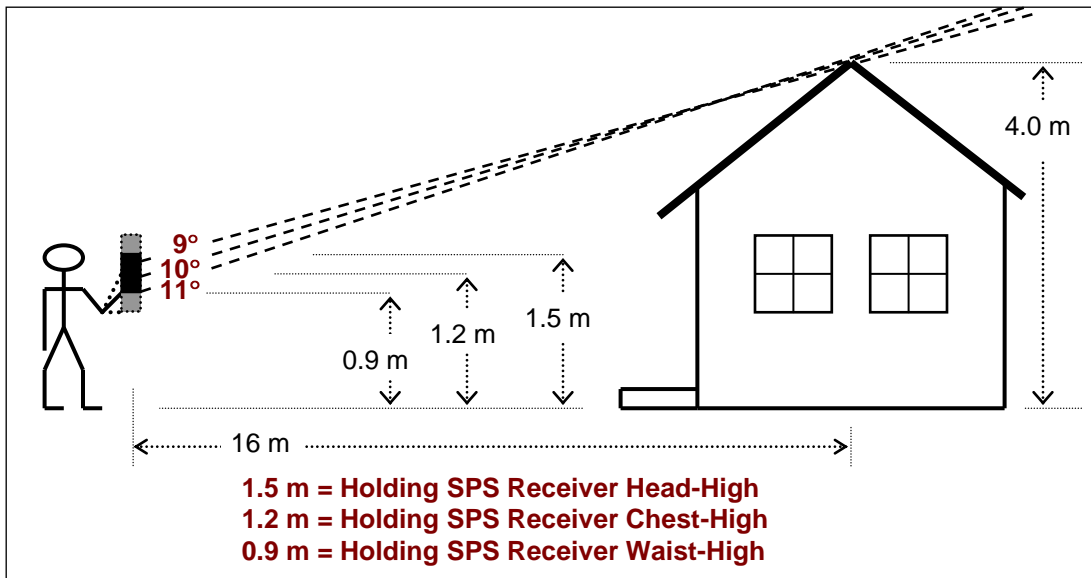 4.0 m
9°
10°
11°
1.5 m
1.2 m
0.9 m
16 m
1.5 m = Holding SPS Receiver Head-High
1.2 m = Holding SPS Receiver Chest-High
0.9 m = Holding SPS Receiver Waist-High